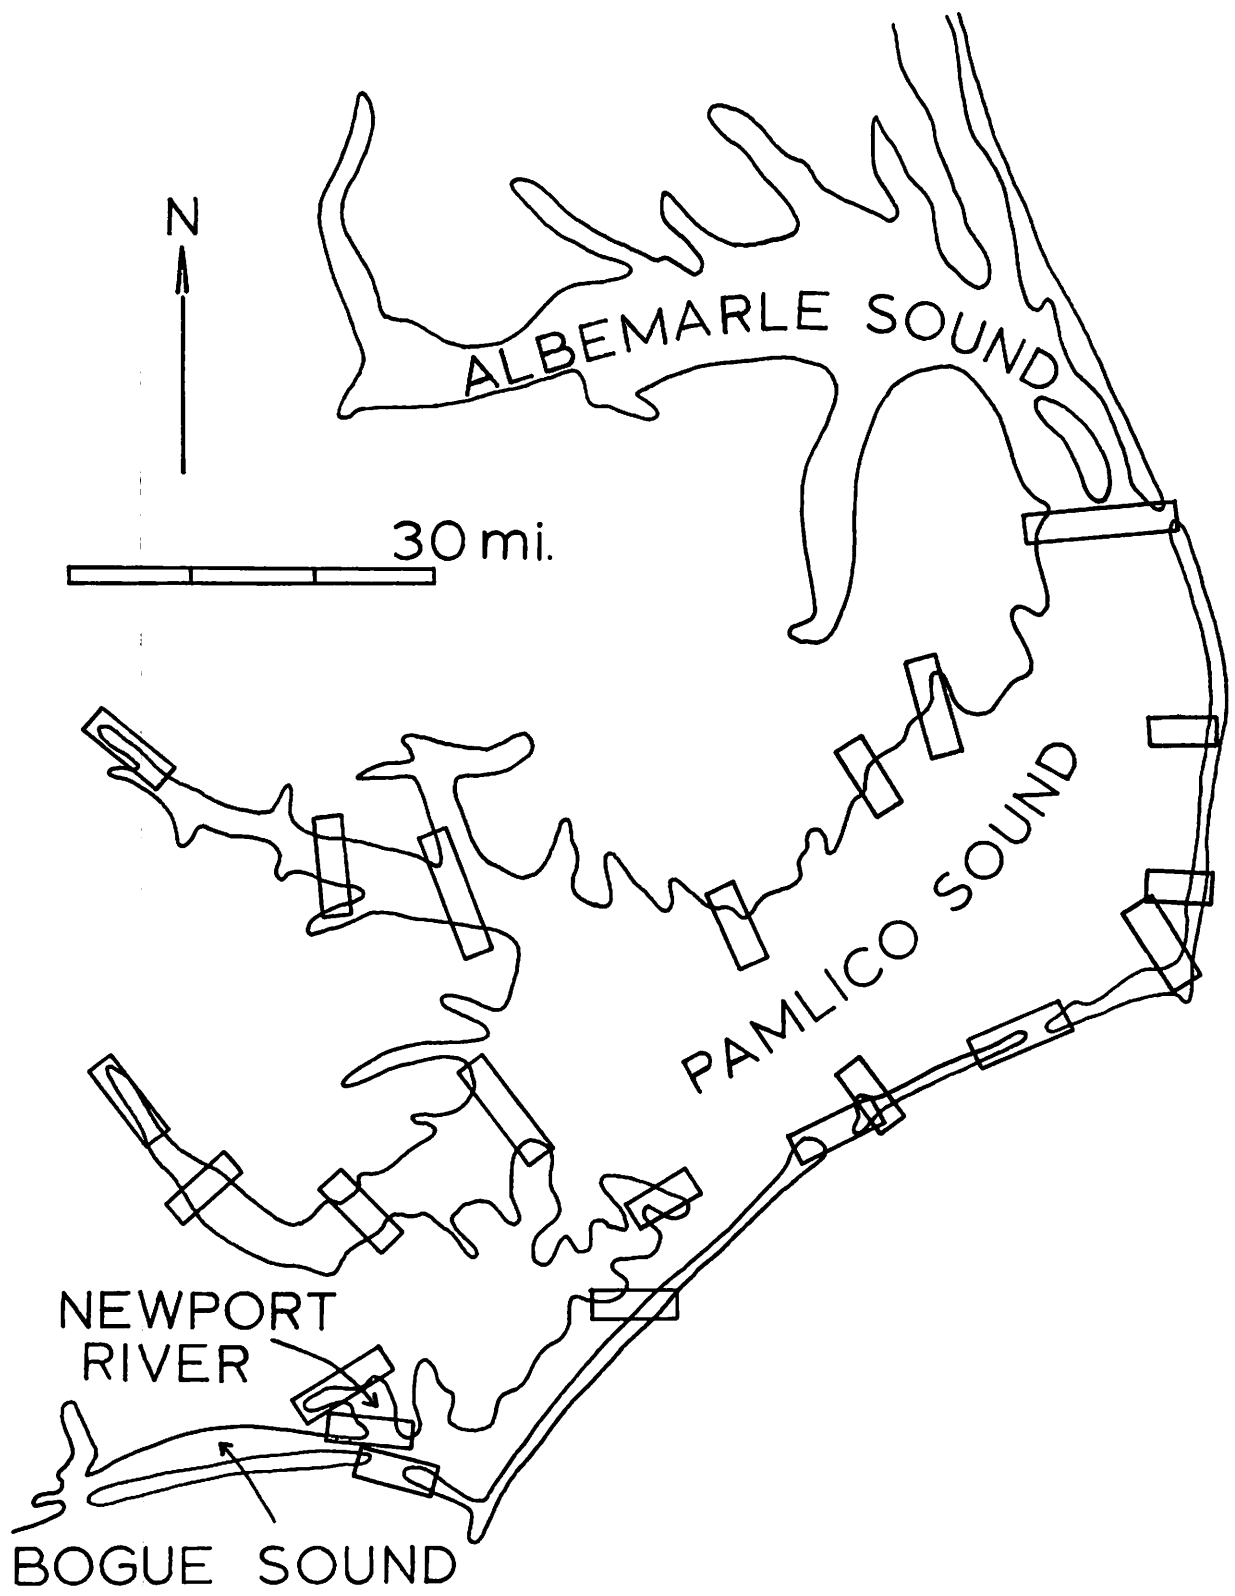 N
ALBEMARLE SOUND
30 mi.
PAMLICO SOUND
NEWPORT
RIVER
BOGUE SOUND